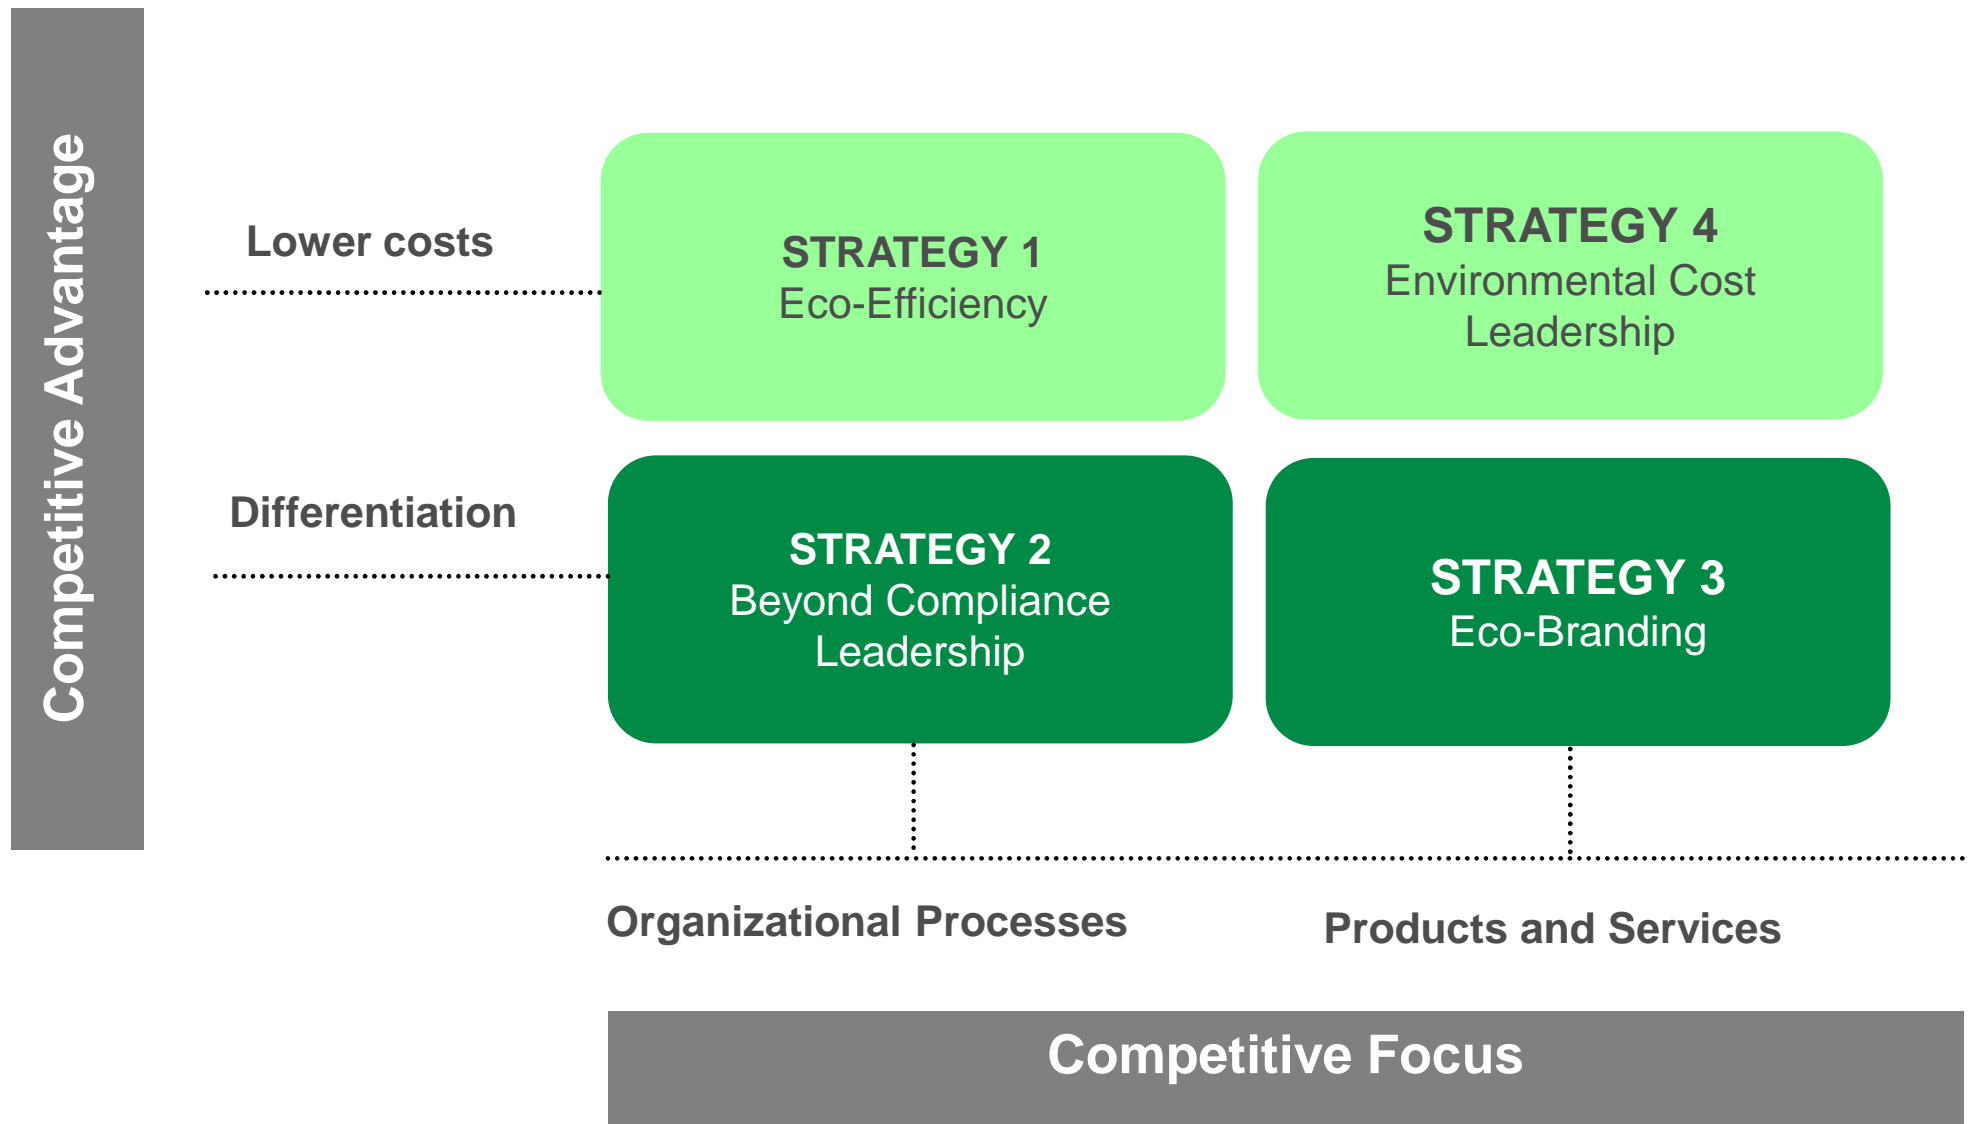 Competitive Advantage
Lower costs
STRATEGY 1
Eco-Efficiency
STRATEGY 4
Environmental Cost
Leadership
Differentiation
STRATEGY 2
Beyond Compliance
Leadership
STRATEGY 3
Eco-Branding
Organizational Processes
Products and Services
Competitive Focus